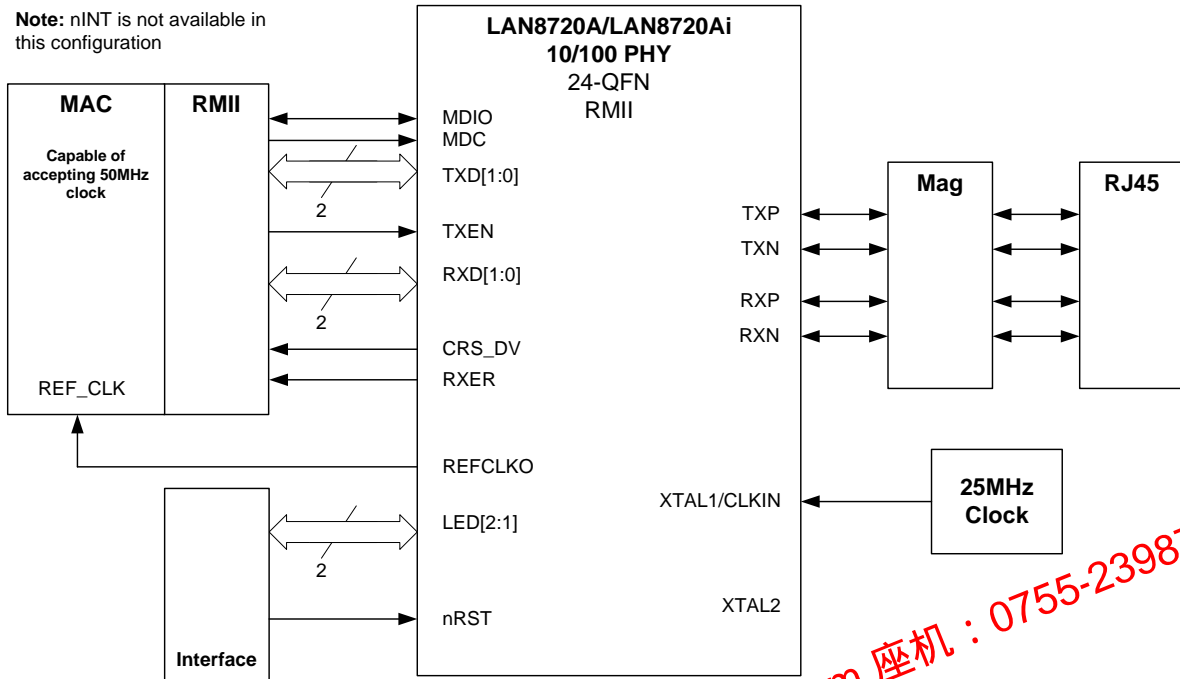 Note: nINT is not available in
this configuration
LAN8720A/LAN8720Ai
10/100 PHY
24-QFN
RMII
MAC
RMII
Capable of
accepting 50MHz
clock
REF_CLK
MDIO
MDC
TXD[1:0]
2
TXEN
RXD[1:0]
2
CRS_DV
RXER
REFCLKO
LED[2:1]
2
nRST
Interface
TXP
TXN
RXP
RXN
Mag
RJ45
XTAL1/CLKIN
25MHz
Clock
XTAL2
座机：0755-2398